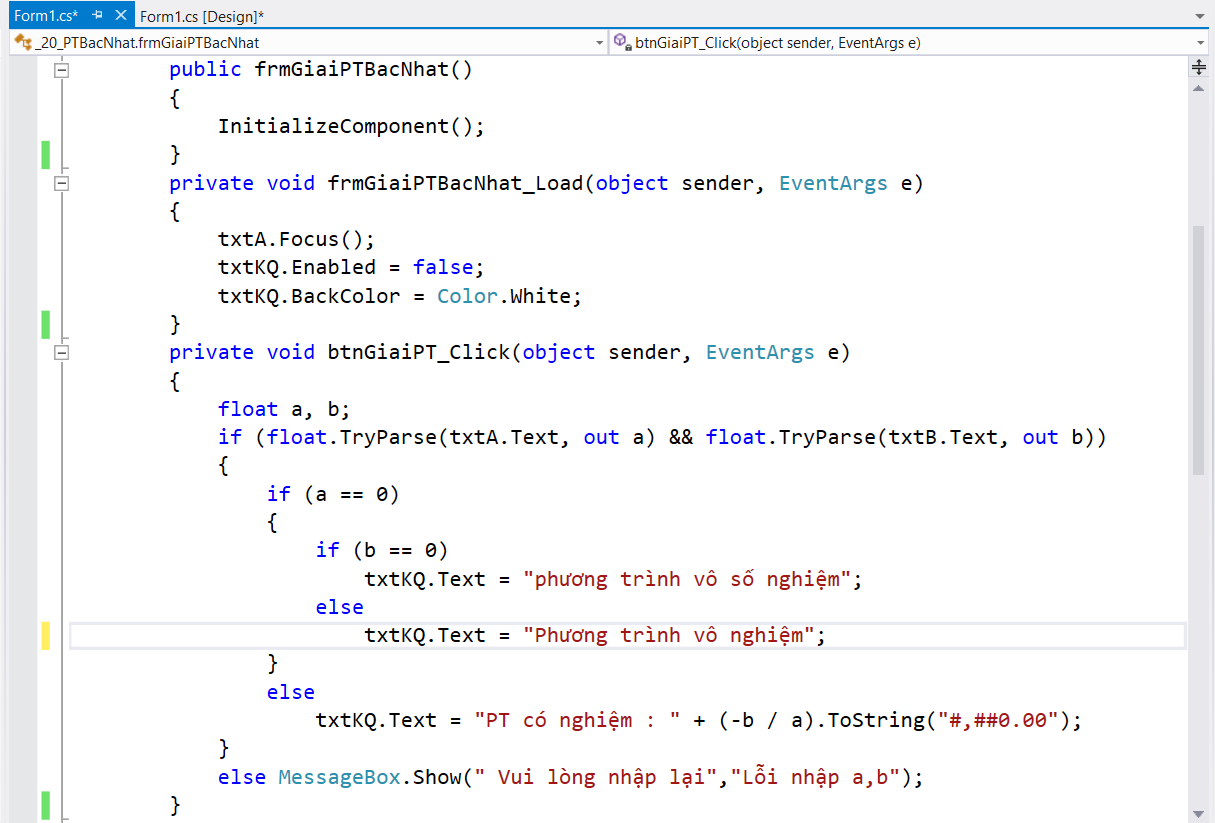 Form1.cs*
Form1.cs [Design]*
_20_PTBacNhat.frmGiaiPTBacNhat
btnGiaiPT_Click(object sender, EventArgs e)
public frmGiaiPTBacNhat()
{
InitializeComponent();
}
private void frmGiaiPTBacNhat_Load(object sender, EventArgs e)
{
txtA.Focus();
txtKQ.Enabled = false;
txtKQ.BackColor = Color.White;
}
private void btnGiaiPT_Click(object sender, EventArgs e)
{
float a, b;
if (float.TryParse(txtA.Text, out a) && float.TryParse(txtB.Text, out b))
{
if (a == 0)
{
if (b == 0)
txtKQ.Text = "phương trình vô số nghiệm";
else
txtKQ.Text = "Phương trình vô nghiệm";
}
else
txtKQ.Text = "PT có nghiệm : " + (-b / a).ToString("#,##0.00");
}
else MessageBox.Show(" Vui lòng nhập lại","Lỗi nhập a,b");
}